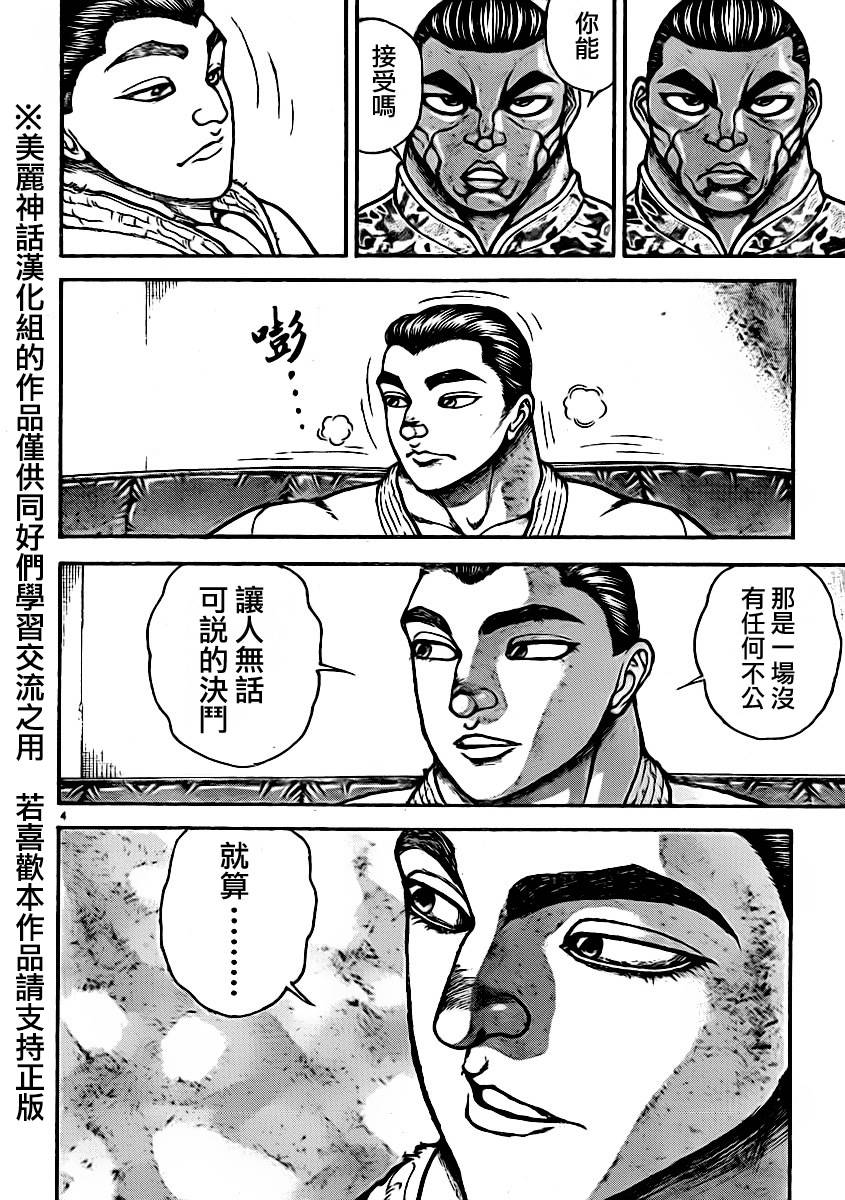 你能
接受嗎
嘭…
那是一場沒
有任何不公
讓人無話
可説的決鬥
4
就算………
※美麗神話漢化組的作品僅供同好們學習交流之用 若喜歡本作品請支持正版